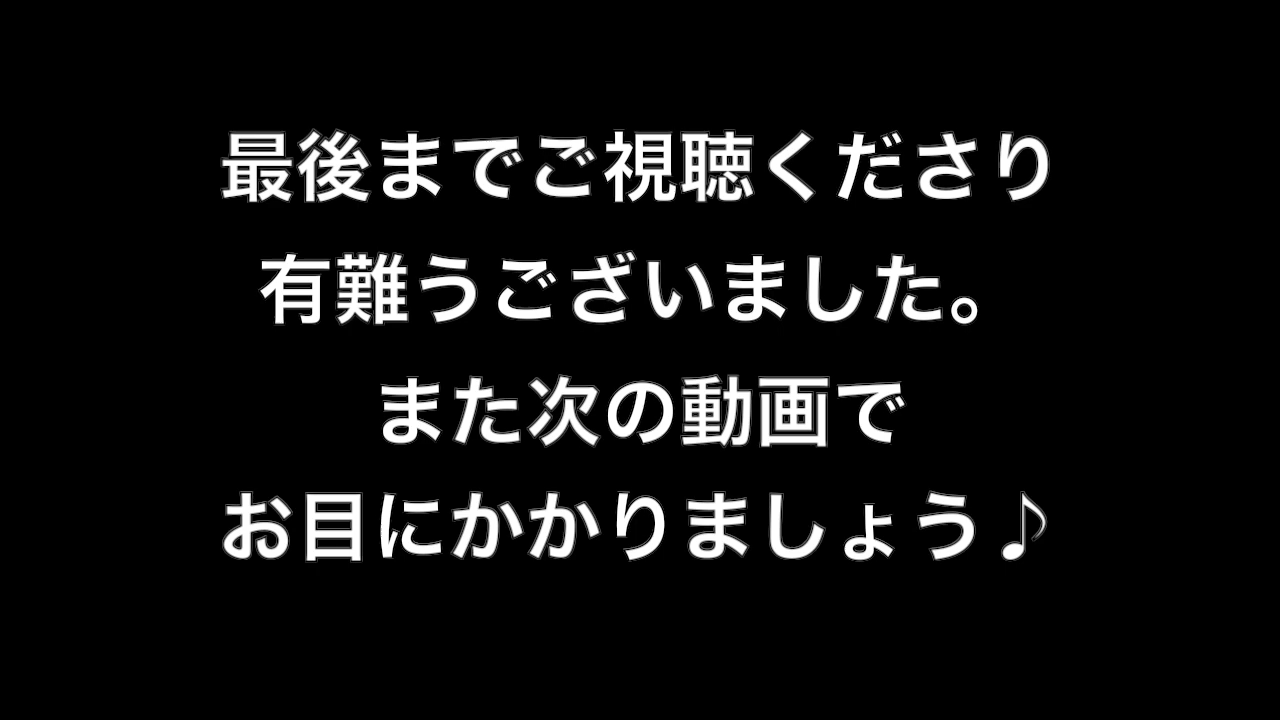 最後までご視聴くださり
有難うございました。
また次の動画で
お目にかかりましょう♪